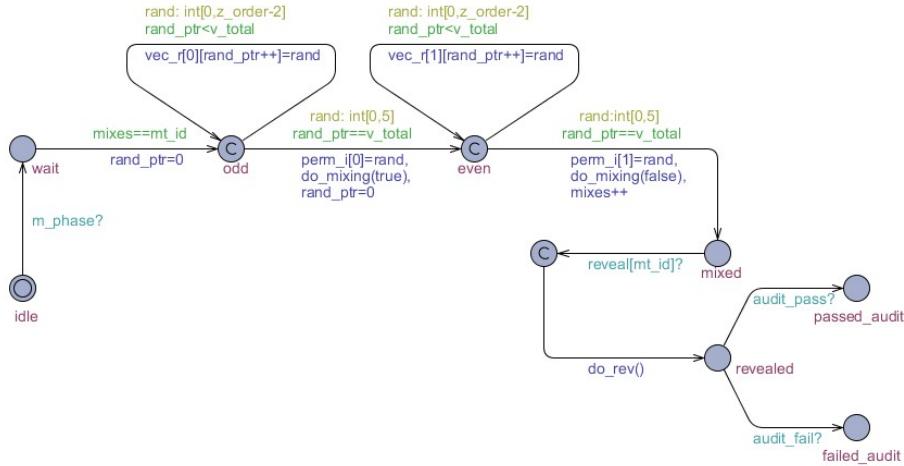 rand: int[0,z_order-2]
rand_ptr<v_total
vec_r[0][rand_ptr++]=rand
rand: int[0,z_order-2]
rand_ptr<v_total
vec_r[1][rand_ptr++]=rand
mixes==mt_id
rand_ptr=0
wait
C
odd
rand: int[0,5]
rand_ptr==v_total
perm_i[0]=rand,
do_mixing(true),
rand_ptr=0
C
even
rand:int[0,5]
rand_ptr==v_total
perm_i[1]=rand,
do_mixing(false),
mixes++
m_phase?
idle
C
reveal[mt_id]?
mixed
do_rev()
revealed
audit_pass?
passed_audit
audit_fail?
failed_audit